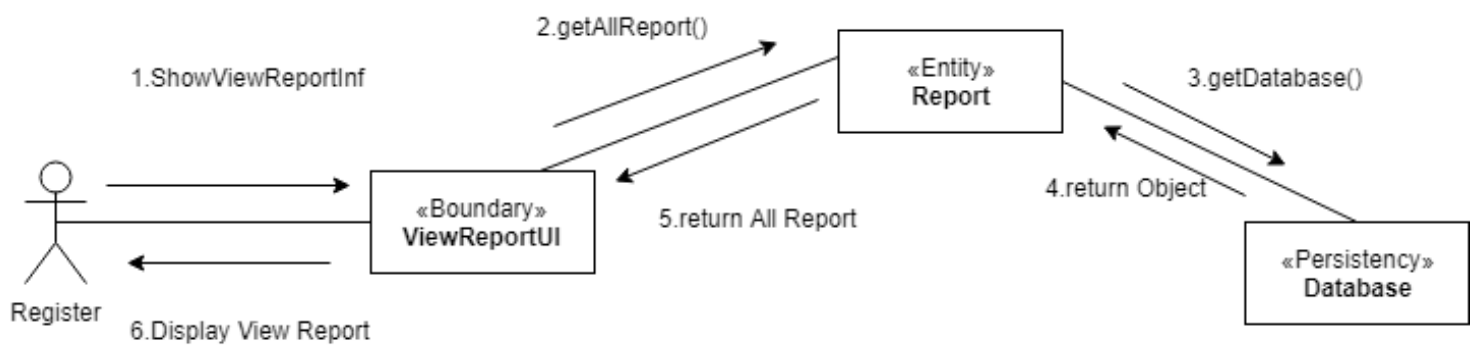 2.getAllReport()
1.ShowViewReportInf
«Entity»
Report
3.getDatabase()
4.return Object
«Boundary»
ViewReportUI
5.return All Report
«Persistency»
Database
Register
6.Display View Report